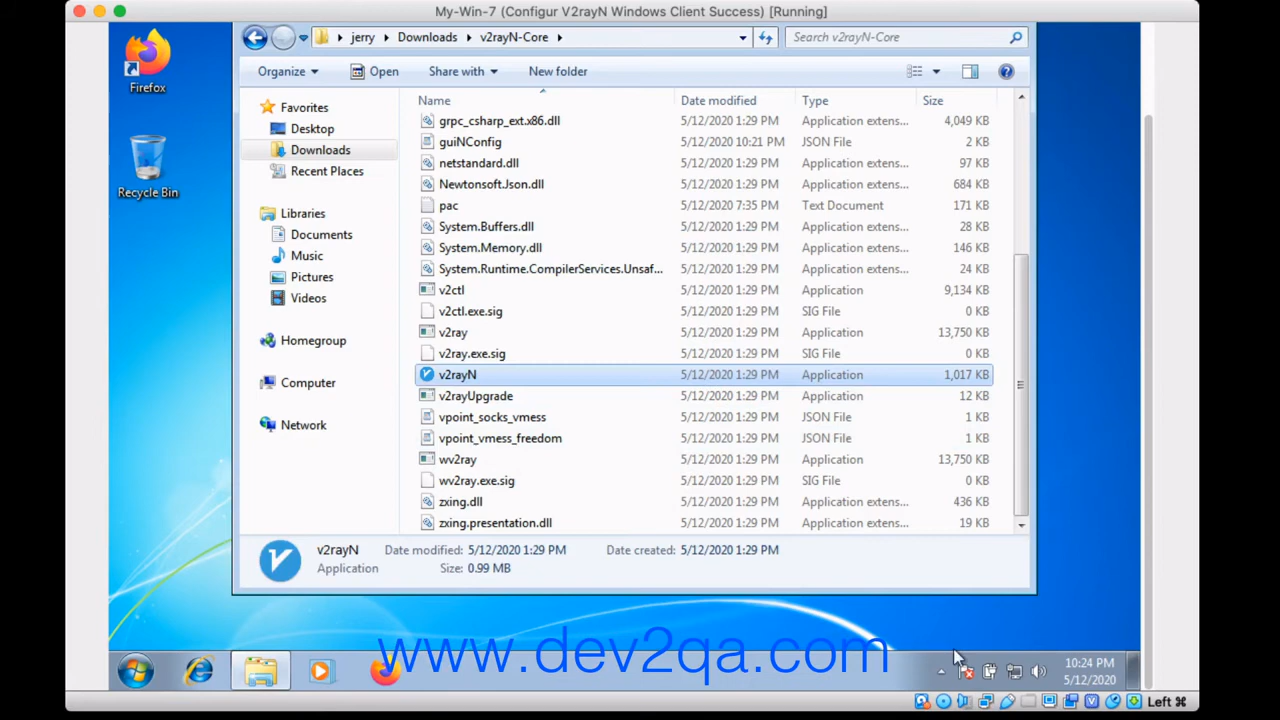 My-Win-7 (Configur V2rayN Windows Client Success) [Running]
jerry Downloads v2rayN-Core Search v2rayN-Core
Organize Open Share with New folder
Firefox
Recycle Bin
Favorites
Desktop
Downloads
Recent Places
Libraries
Documents
Music
Pictures
Videos
Homegroup
Computer
Network
Name Date modified Type Size
grpc_csharp_ext.x86.dll 5/12/2020 1:29 PM Application extens... 4,049 KB
guiNConfig 5/12/2020 10:21 PM JSON File 2 KB
netstandard.dll 5/12/2020 1:29 PM Application extens... 97 KB
Newtonsoft.Json.dll 5/12/2020 1:29 PM Application extens... 684 KB
pac 5/12/2020 7:35 PM Text Document 171 KB
System.Buffers.dll 5/12/2020 1:29 PM Application extens... 28 KB
System.Memory.dll 5/12/2020 1:29 PM Application extens... 146 KB
System.Runtime.CompilerServices.Unsaf... 5/12/2020 1:29 PM Application extens... 24 KB
v2ctl 5/12/2020 1:29 PM Application 9,134 KB
v2ctl.exe.sig 5/12/2020 1:29 PM SIG File 0 KB
v2ray 5/12/2020 1:29 PM Application 13,750 KB
v2ray.exe.sig 5/12/2020 1:29 PM SIG File 0 KB
v2rayN 5/12/2020 1:29 PM Application 1,017 KB
v2rayUpgrade 5/12/2020 1:29 PM Application 12 KB
vpoint_socks_vmess 5/12/2020 1:29 PM JSON File 1 KB
vpoint_vmess_freedom 5/12/2020 1:29 PM JSON File 1 KB
wv2ray 5/12/2020 1:29 PM Application 13,750 KB
wv2ray.exe.sig 5/12/2020 1:29 PM SIG File 0 KB
zxing.dll 5/12/2020 1:29 PM Application extens... 436 KB
zxing.presentation.dll 5/12/2020 1:29 PM Application extens... 19 KB
v2rayN Date modified: 5/12/2020 1:29 PM Date created: 5/12/2020 1:29 PM
Application Size: 0.99 MB
www.dev2qa.com
10:24 PM
5/12/2020
Left ⌘